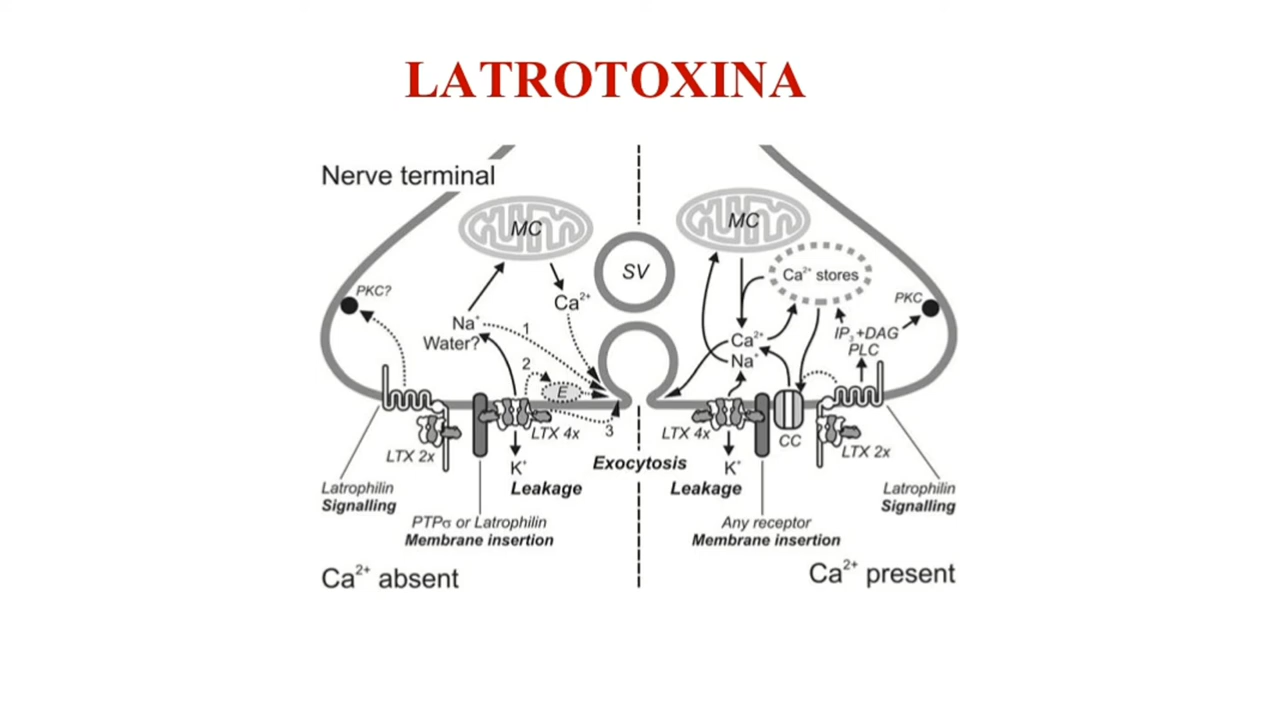 LATROTOXINA
Nerve terminal
MC
MC
SV
Ca²⁺ stores
PKC?
PKC
Ca²⁺
Na⁺
Water?
1
2
E
3
Ca²⁺
Na⁺
IP₃+DAG
PLC
LTX 2x
LTX 4x
K⁺
Leakage
Exocytosis
LTX 4x
K⁺
Leakage
CC
LTX 2x
Latrophilin
Signalling
PTPσ or Latrophilin
Membrane insertion
Any receptor
Membrane insertion
Latrophilin
Signalling
Ca²⁺ absent
Ca²⁺ present